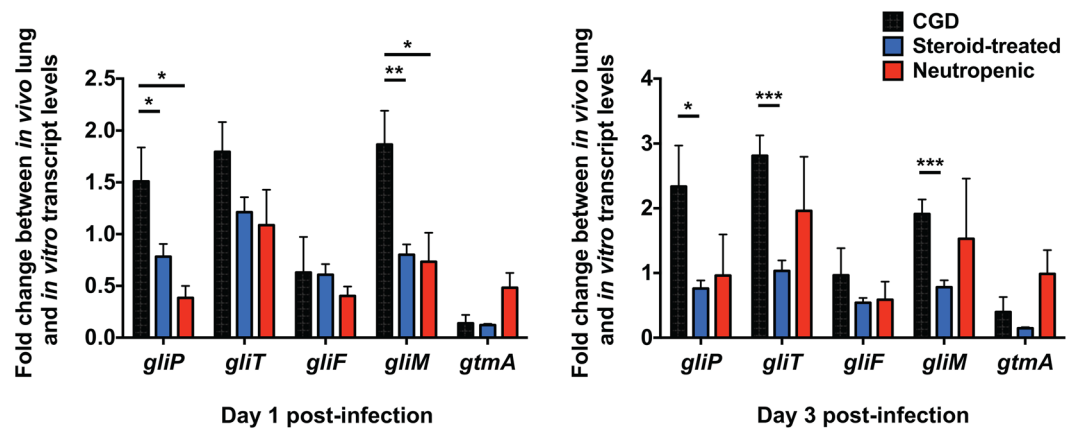 CGD
Steroid-treated
Neutropenic
Fold change between in vivo lung
and in vitro transcript levels
2.5
2.0
1.5
1.0
0.5
0.0
*
*
**
*
gliP gliT gliF gliM gtmA
Day 1 post-infection
Fold change between in vivo lung
and in vitro transcript levels
4
3
2
1
0
*
***
***
gliP gliT gliF gliM gtmA
Day 3 post-infection